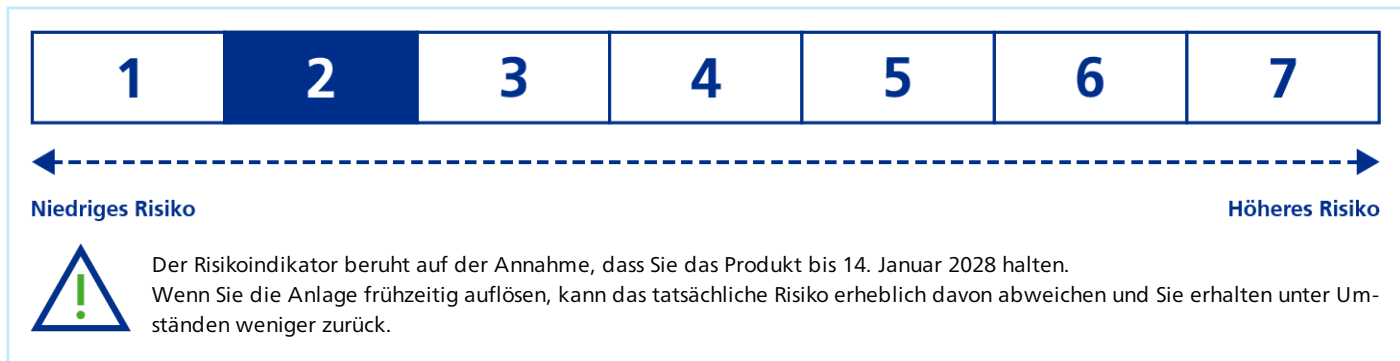 1 2 3 4 5 6 7
Niedriges Risiko Höheres Risiko
Der Risikoindikator beruht auf der Annahme, dass Sie das Produkt bis 14. Januar 2028 halten.
Wenn Sie die Anlage frühzeitig auflösen, kann das tatsächliche Risiko erheblich davon abweichen und Sie erhalten unter Um-
ständen weniger zurück.